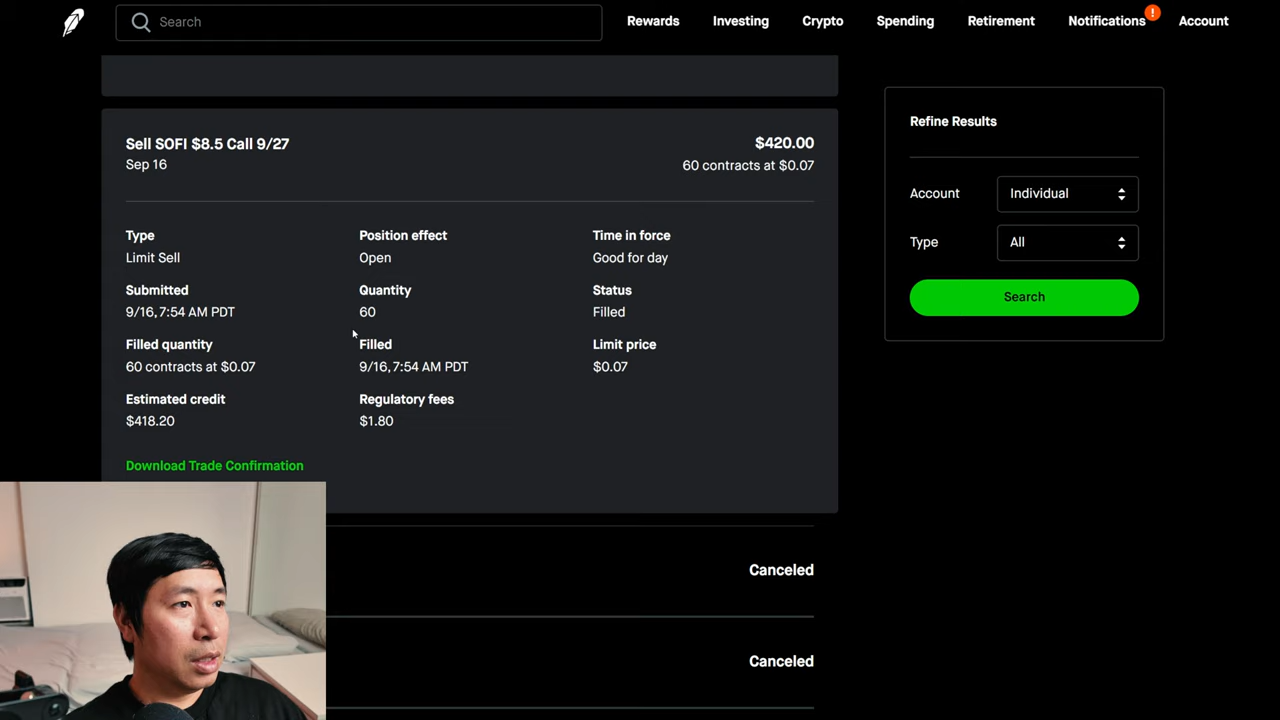 Search
Rewards
Investing
Crypto
Spending
Retirement
Notifications
!
Account
Sell SOFI $8.5 Call 9/27
$420.00
Sep 16
60 contracts at $0.07
Type
Position effect
Time in force
Limit Sell
Open
Good for day
Submitted
Quantity
Status
9/16, 7:54 AM PDT
60
Filled
Filled quantity
Filled
Limit price
60 contracts at $0.07
9/16, 7:54 AM PDT
$0.07
Estimated credit
Regulatory fees
$418.20
$1.80
Download Trade Confirmation
Canceled
Canceled
Refine Results
Account
Individual
Type
All
Search